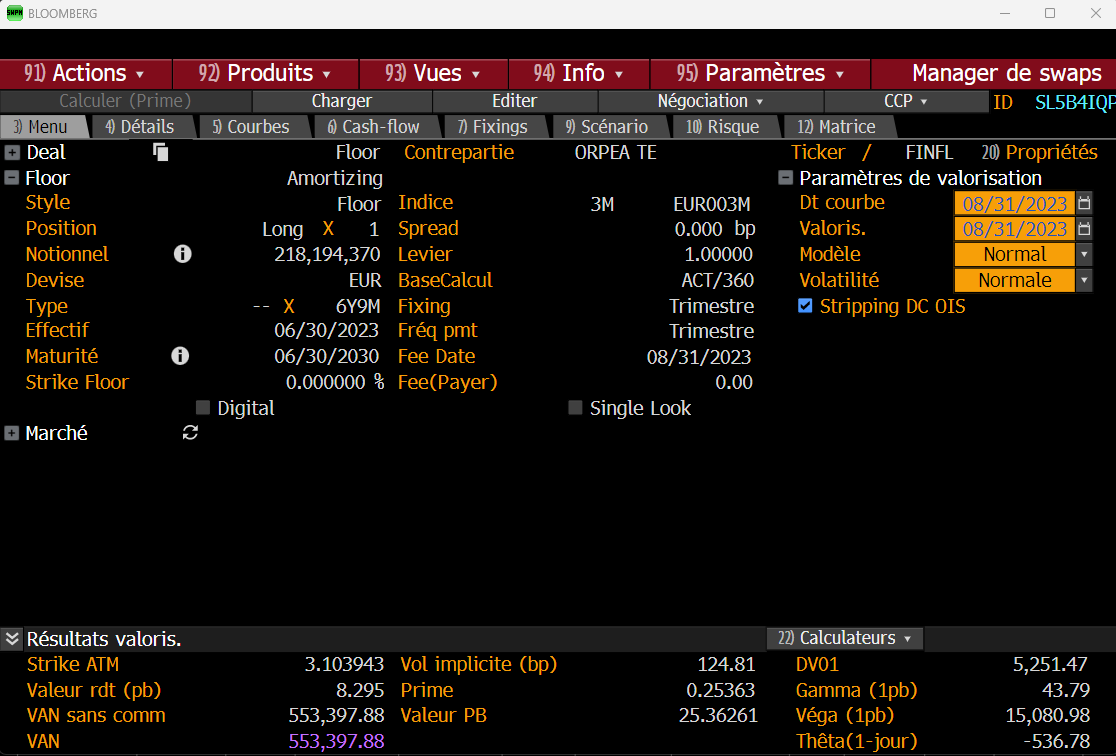 SWPM BLOOMBERG
91) Actions 92) Produits 93) Vues 94) Info 95) Paramètres Manager de swaps
Calculer (Prime) Charger Editer Négociation CCP ID SL5B4IQP
3) Menu 4) Détails 5) Courbes 6) Cash-flow 7) Fixings 9) Scénario 10) Risque 12) Matrice
Deal Floor Contrepartie ORPEA TE Ticker / FINFL 20) Propriétés
Floor Amortizing Paramètres de valorisation
Style Floor Indice 3M EUR003M Dt courbe 08/31/2023
Position Long X 1 Spread 0.000 bp Valoris. 08/31/2023
Notionnel 218,194,370 Levier 1.00000 Modèle Normal
Devise EUR BaseCalcul ACT/360 Volatilité Normale
Type -- X 6Y9M Fixing Trimestre Stripping DC OIS
Effectif 06/30/2023 Fréq pmt Trimestre
Maturité 06/30/2030 Fee Date 08/31/2023
Strike Floor 0.000000 % Fee(Payer) 0.00
Digital Single Look
Marché
Résultats valoris. 22) Calculateurs
Strike ATM 3.103943 Vol implicite (bp) 124.81 DV01 5,251.47
Valeur rdt (pb) 8.295 Prime 0.25363 Gamma (1pb) 43.79
VAN sans comm 553,397.88 Valeur PB 25.36261 Véga (1pb) 15,080.98
VAN 553,397.88 Thêta(1-jour) -536.78